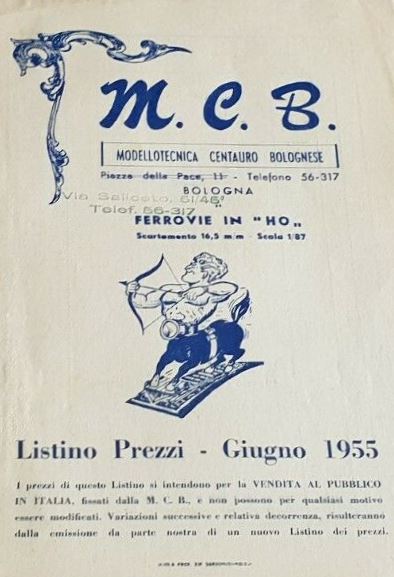 M. C. B.
MODELLOTECNICA CENTAURO BOLOGNESE
Piazza della Pace, 11 - Telefono 56-317
BOLOGNA
Via Saliceto, 51/45°
Telef. 56-317
FERROVIE IN "HO„
Scartamento 16,5 m/m - Scala 1/87
Listino Prezzi - Giugno 1955
I prezzi di questo Listino si intendono per la VENDITA AL PUBBLICO
IN ITALIA, fissati dalla M. C. B., e non possono per qualsiasi motivo
essere modificati. Variazioni successive e relativa decorrenza, risulteranno
dalla emissione da parte nostra di un nuovo Listino dei prezzi.